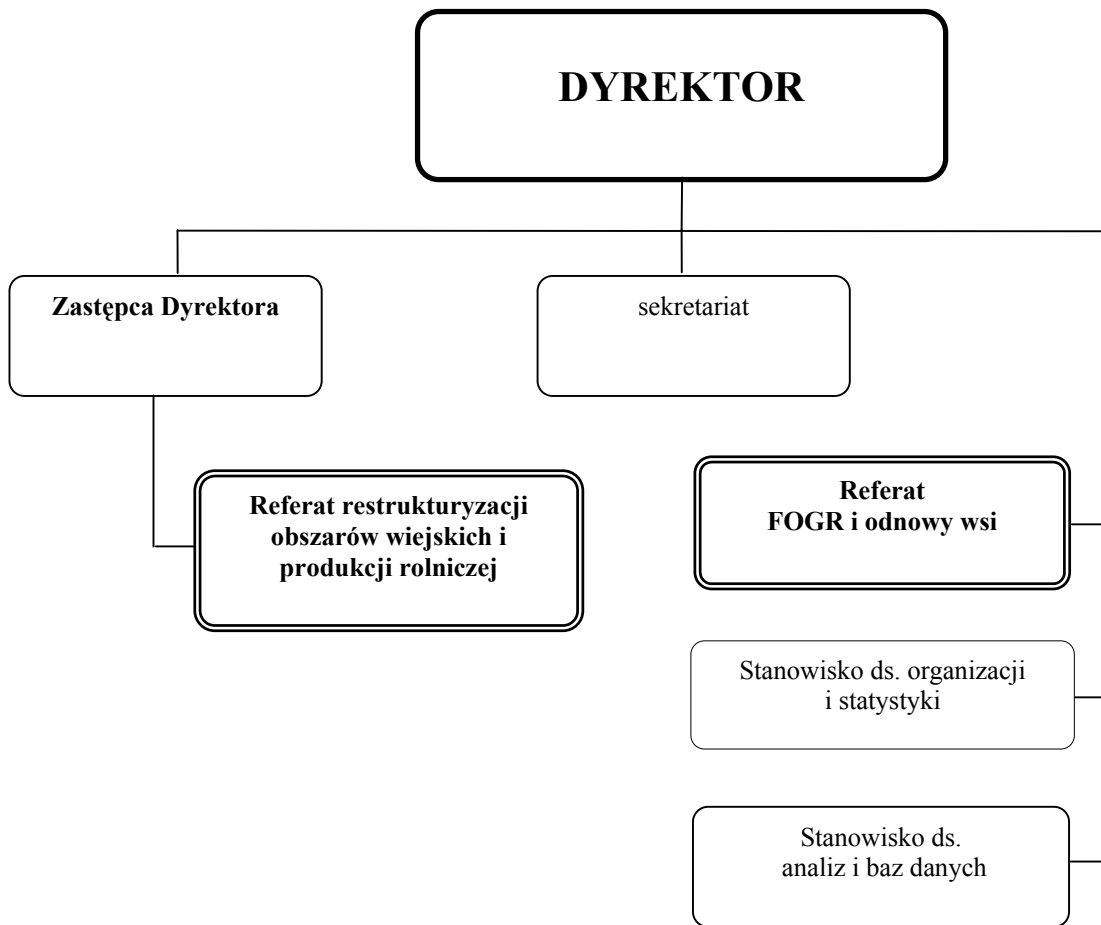 DYREKTOR
Zastępca Dyrektora
sekretariat
Referat restrukturyzacji
obszarów wiejskich i
produkcji rolniczej
Referat
FOGR i odnowy wsi
Stanowisko ds. organizacji
i statystyki
Stanowisko ds.
analiz i baz danych